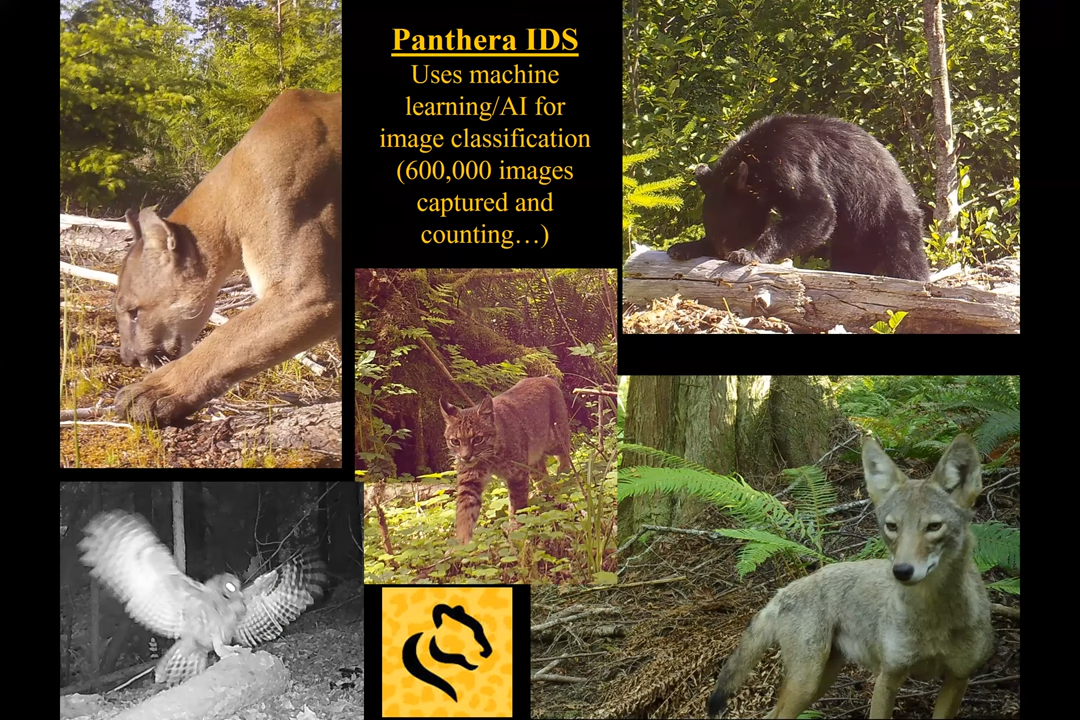 Panthera IDS
Uses machine
learning/AI for
image classification
(600,000 images
captured and
counting…)